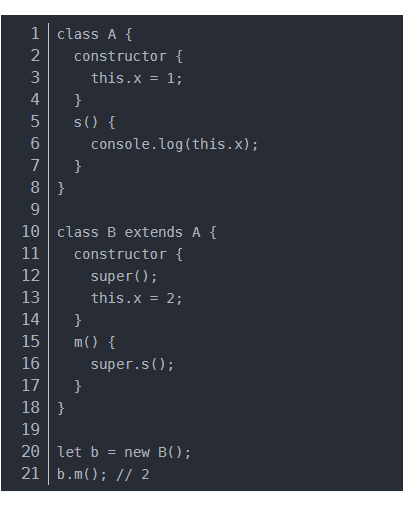 1 class A {
2   constructor {
3     this.x = 1;
4   }
5   s() {
6     console.log(this.x);
7   }
8 }
9
10 class B extends A {
11   constructor {
12     super();
13     this.x = 2;
14   }
15   m() {
16     super.s();
17   }
18 }
19
20 let b = new B();
21 b.m(); // 2